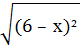 √(6 – x)²